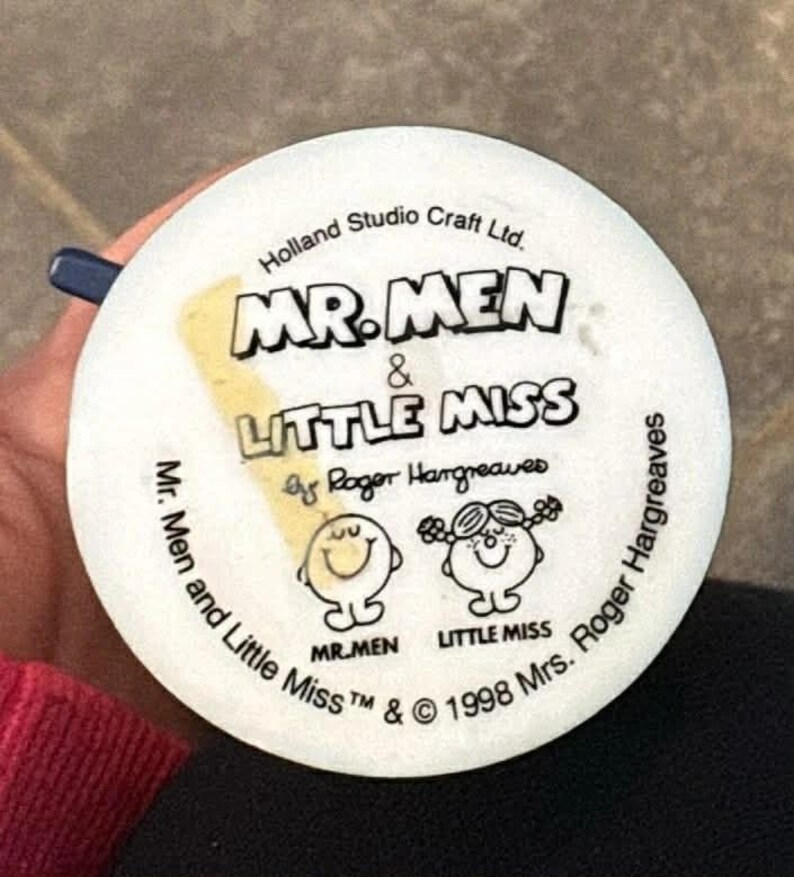 Holland Studio Craft Ltd.
MR. MEN
&
LITTLE MISS
by Roger Hargreaves
MR. MEN
LITTLE MISS
Mr. Men and Little Miss™ & © 1998 Mrs. Roger Hargreaves